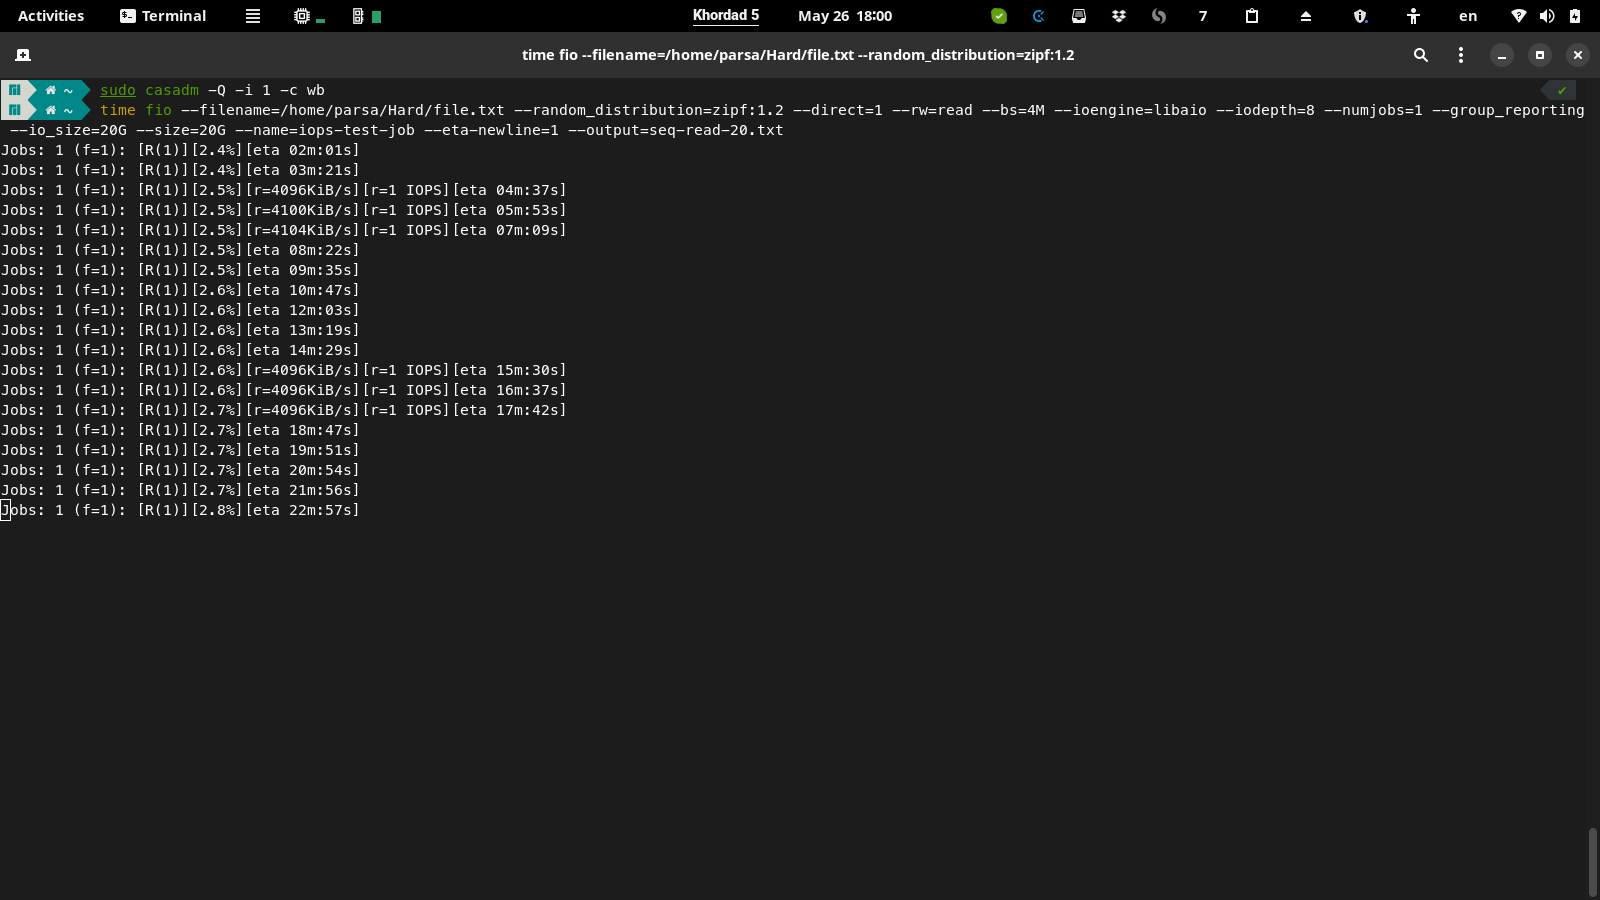 Activities Terminal Khordad 5 May 26 18:00 7 en
time fio --filename=/home/parsa/Hard/file.txt --random_distribution=zipf:1.2
~ sudo casadm -Q -i 1 -c wb
~ time fio --filename=/home/parsa/Hard/file.txt --random_distribution=zipf:1.2 --direct=1 --rw=read --bs=4M --ioengine=libaio --iodepth=8 --numjobs=1 --group_reporting
--io_size=20G --size=20G --name=iops-test-job --eta-newline=1 --output=seq-read-20.txt
Jobs: 1 (f=1): [R(1)][2.4%][eta 02m:01s]
Jobs: 1 (f=1): [R(1)][2.4%][eta 03m:21s]
Jobs: 1 (f=1): [R(1)][2.5%][r=4096KiB/s][r=1 IOPS][eta 04m:37s]
Jobs: 1 (f=1): [R(1)][2.5%][r=4100KiB/s][r=1 IOPS][eta 05m:53s]
Jobs: 1 (f=1): [R(1)][2.5%][r=4104KiB/s][r=1 IOPS][eta 07m:09s]
Jobs: 1 (f=1): [R(1)][2.5%][eta 08m:22s]
Jobs: 1 (f=1): [R(1)][2.5%][eta 09m:35s]
Jobs: 1 (f=1): [R(1)][2.6%][eta 10m:47s]
Jobs: 1 (f=1): [R(1)][2.6%][eta 12m:03s]
Jobs: 1 (f=1): [R(1)][2.6%][eta 13m:19s]
Jobs: 1 (f=1): [R(1)][2.6%][eta 14m:29s]
Jobs: 1 (f=1): [R(1)][2.6%][r=4096KiB/s][r=1 IOPS][eta 15m:30s]
Jobs: 1 (f=1): [R(1)][2.6%][r=4096KiB/s][r=1 IOPS][eta 16m:37s]
Jobs: 1 (f=1): [R(1)][2.7%][r=4096KiB/s][r=1 IOPS][eta 17m:42s]
Jobs: 1 (f=1): [R(1)][2.7%][eta 18m:47s]
Jobs: 1 (f=1): [R(1)][2.7%][eta 19m:51s]
Jobs: 1 (f=1): [R(1)][2.7%][eta 20m:54s]
Jobs: 1 (f=1): [R(1)][2.7%][eta 21m:56s]
Jobs: 1 (f=1): [R(1)][2.8%][eta 22m:57s]